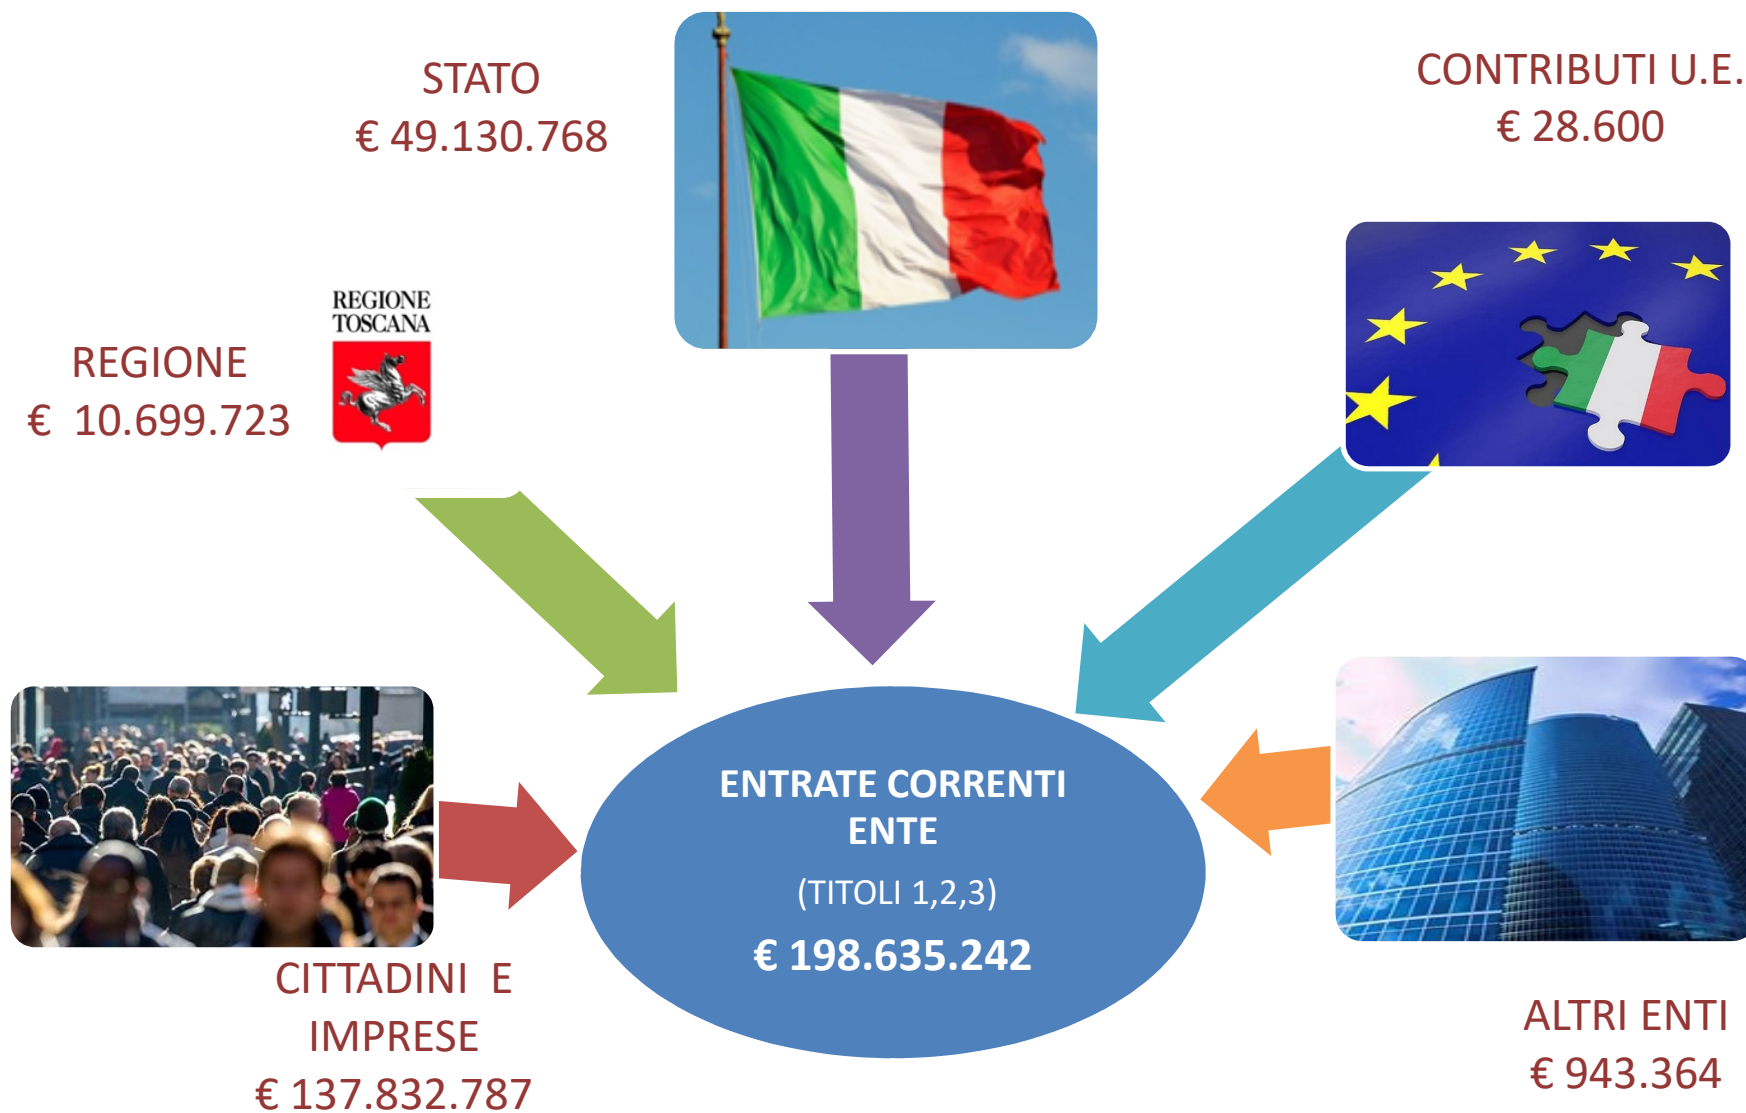 STATO
€ 49.130.768
CONTRIBUTI U.E.
€ 28.600
REGIONE
TOSCANA
REGIONE
€ 10.699.723
ENTRATE CORRENTI
ENTE
(TITOLI 1,2,3)
€ 198.635.242
CITTADINI E
IMPRESE
€ 137.832.787
ALTRI ENTI
€ 943.364